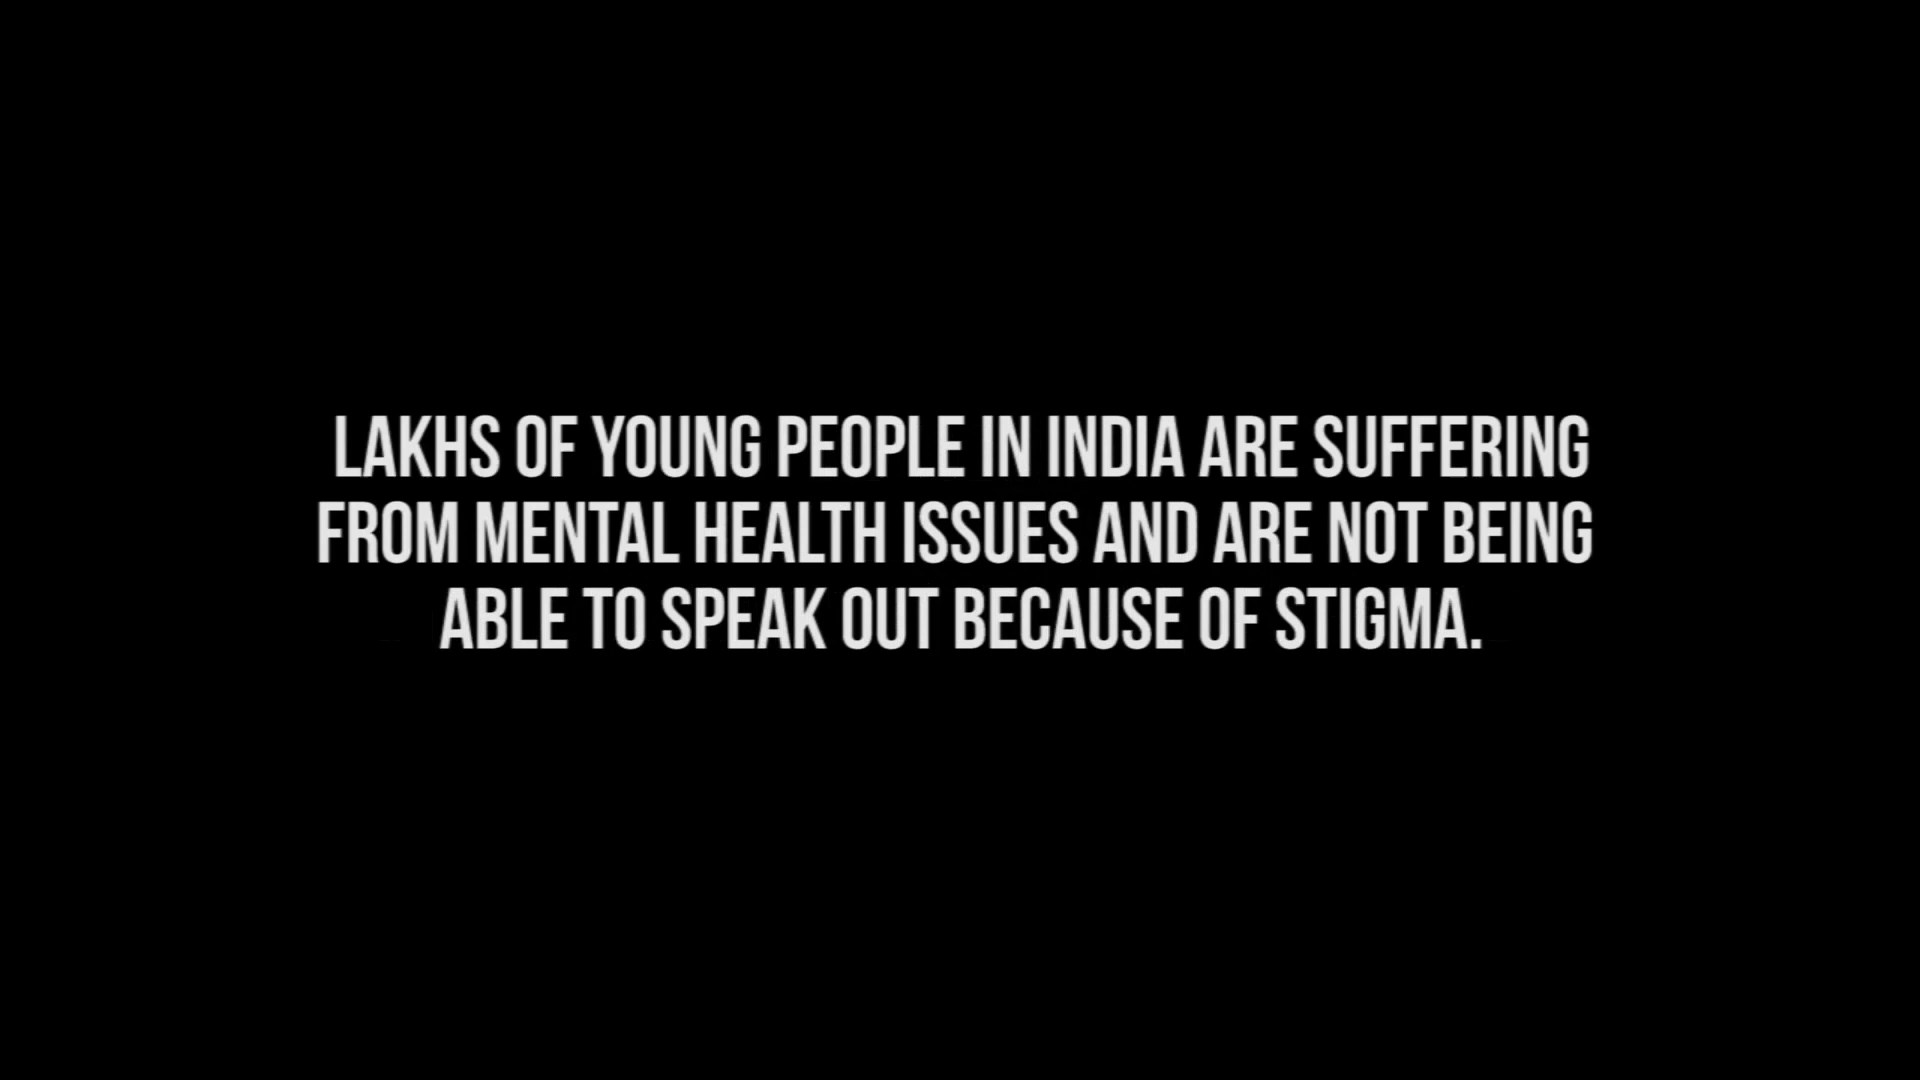 LAKHS OF YOUNG PEOPLE IN INDIA ARE SUFFERING
FROM MENTAL HEALTH ISSUES AND ARE NOT BEING
ABLE TO SPEAK OUT BECAUSE OF STIGMA.